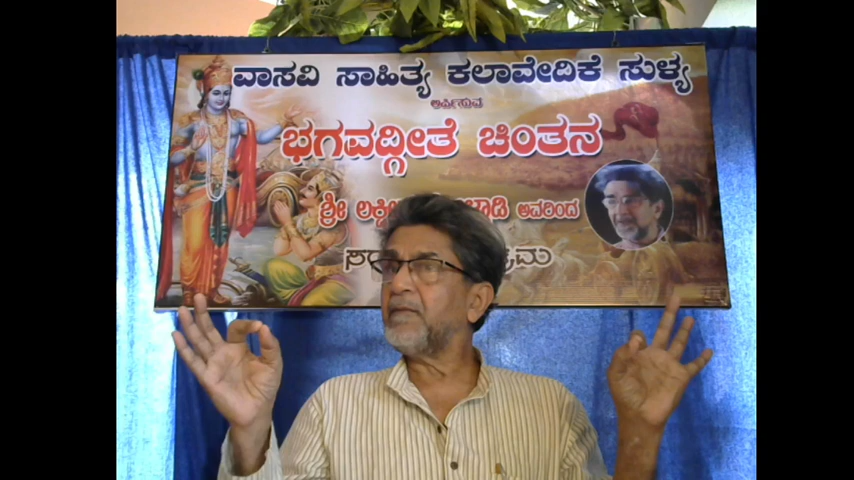 ವಾಸವಿ ಸಾಹಿತ್ಯ ಕಲಾವೇದಿಕೆ ಸುಳ್ಯ
ಅರ್ಪಿಸುವ
ಭಗವದ್ಗೀತೆ ಚಿಂತನ
ಶ್ರೀ ಅವರಿಂದ